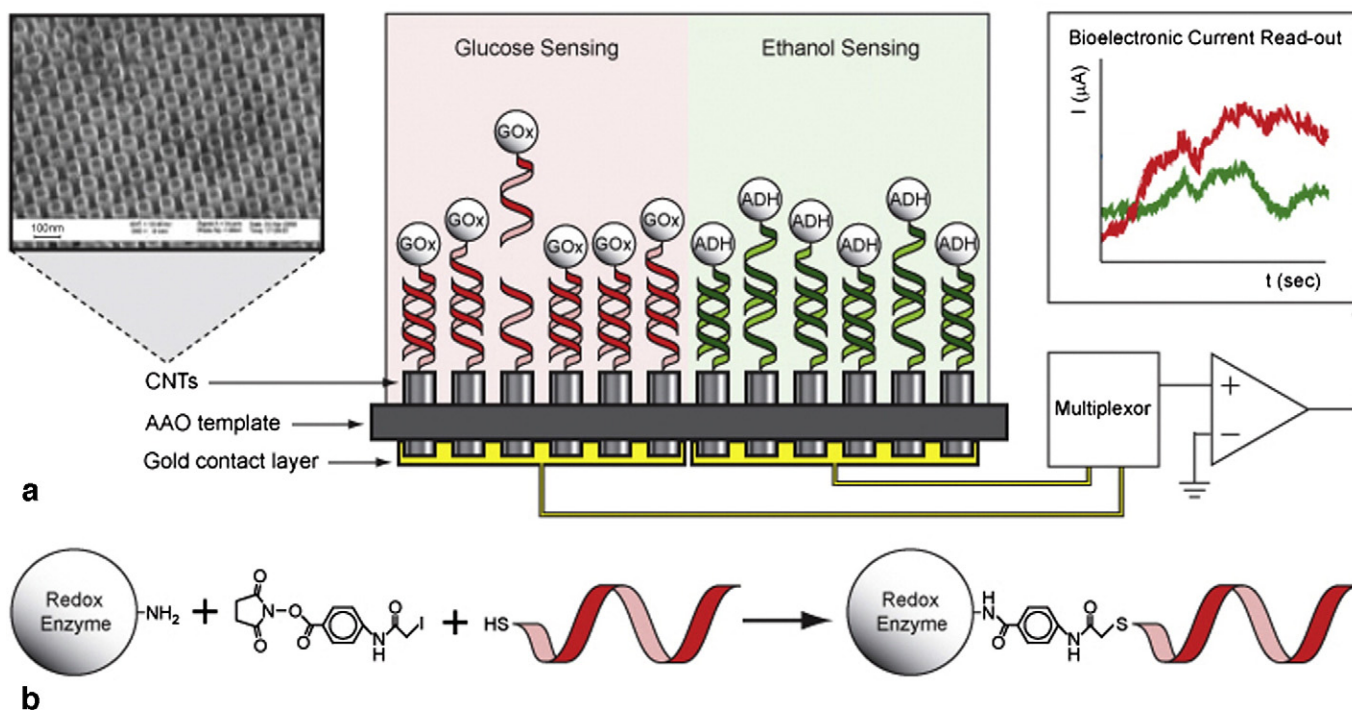 Glucose Sensing
Ethanol Sensing
Bioelectronic Current Read-out
I (µA)
t (sec)
GOx
GOx
GOx
GOx
GOx
GOx
ADH
ADH
ADH
ADH
ADH
ADH
100nm
CNTs
AAO template
Gold contact layer
Multiplexor
+
−
a
Redox
Enzyme
NH2
+
O
N
O
O
O
N
H
O
I
+
HS
Redox
Enzyme
H
N
O
N
H
O
S
b